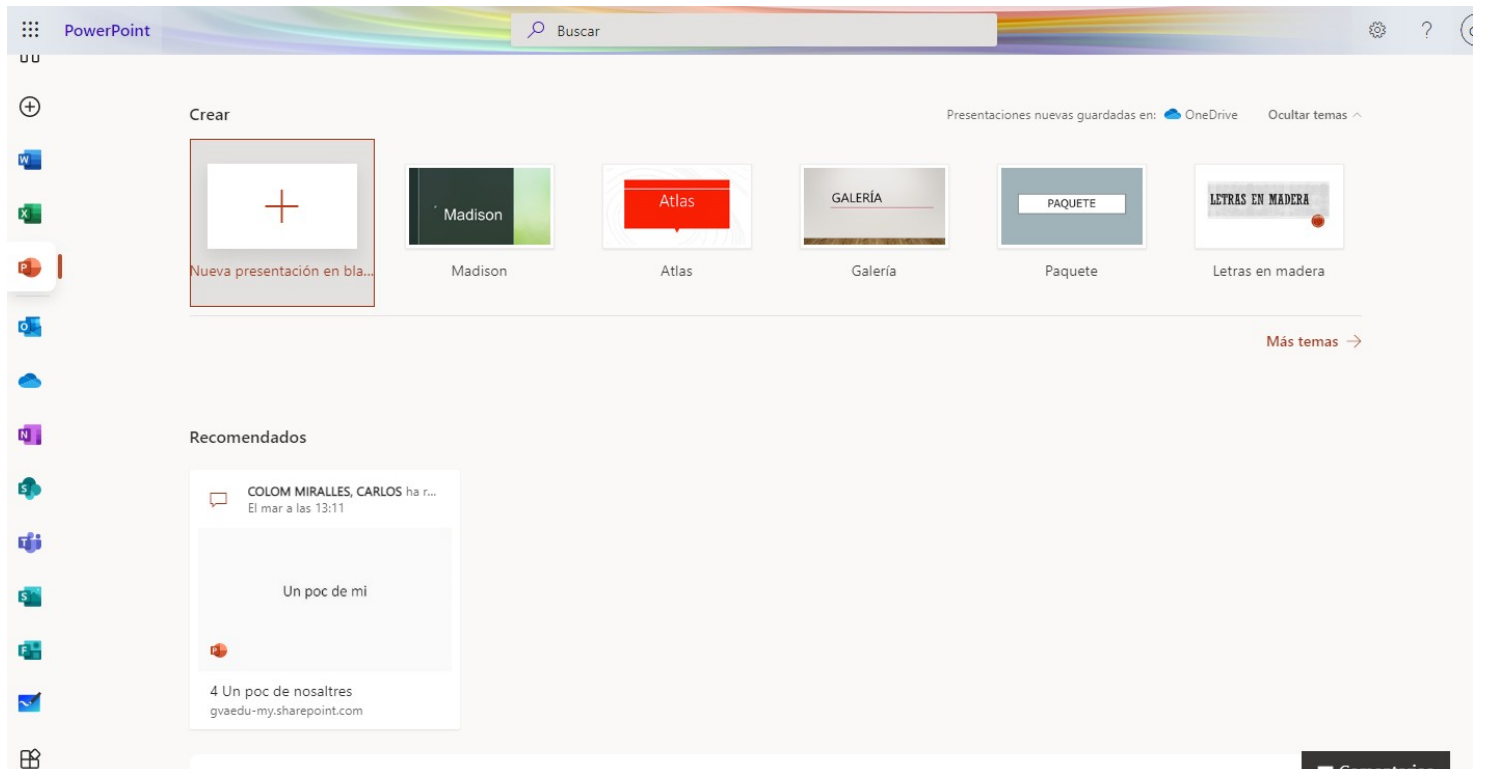 PowerPoint
Buscar
Crear
Presentaciones nuevas guardadas en: OneDrive
Ocultar temas
Madison
Atlas
GALERÍA
PAQUETE
LETRAS EN MADERA
Nueva presentación en bla...
Madison
Atlas
Galería
Paquete
Letras en madera
Más temas
Recomendados
COLOM MIRALLES, CARLOS ha r...
El mar a las 13:11
Un poc de mi
4 Un poc de nosaltres
gvaedu-my.sharepoint.com